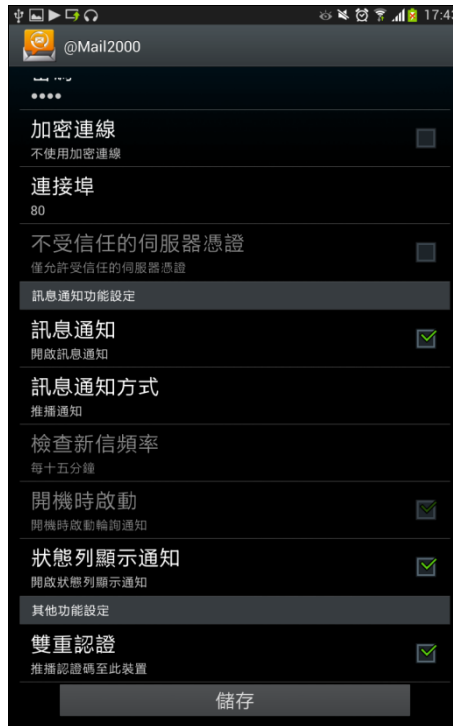 17:43
@Mail2000
••••
加密連線
不使用加密連線
連接埠
80
不受信任的伺服器憑證
僅允許受信任的伺服器憑證
訊息通知功能設定
訊息通知
開啟訊息通知
訊息通知方式
推播通知
檢查新信頻率
每十五分鐘
開機時啟動
開機時啟動輪詢通知
狀態列顯示通知
開啟狀態列顯示通知
其他功能設定
雙重認證
推播認證碼至此裝置
儲存